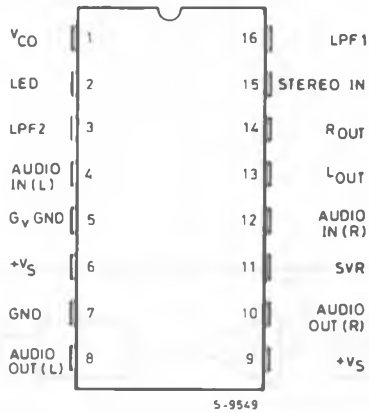 VCO 1 16 LPF1
LED 2 15 STEREO IN
LPF2 3 14 ROUT
AUDIO IN(L) 4 13 LOUT
GV GND 5 12 AUDIO IN(R)
+VS 6 11 SVR
GND 7 10 AUDIO OUT(R)
AUDIO OUT(L) 8 9 +VS
S-9549